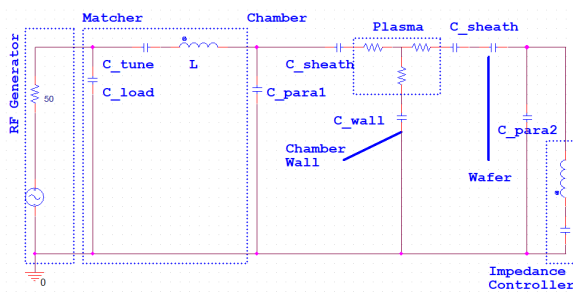 Matcher
Chamber
Plasma
C_sheath
RF Generator
C_tune
L
C_sheath
50
C_load
C_para1
C_wall
C_para2
Chamber
Wall
Wafer
Impedance
Controller
0